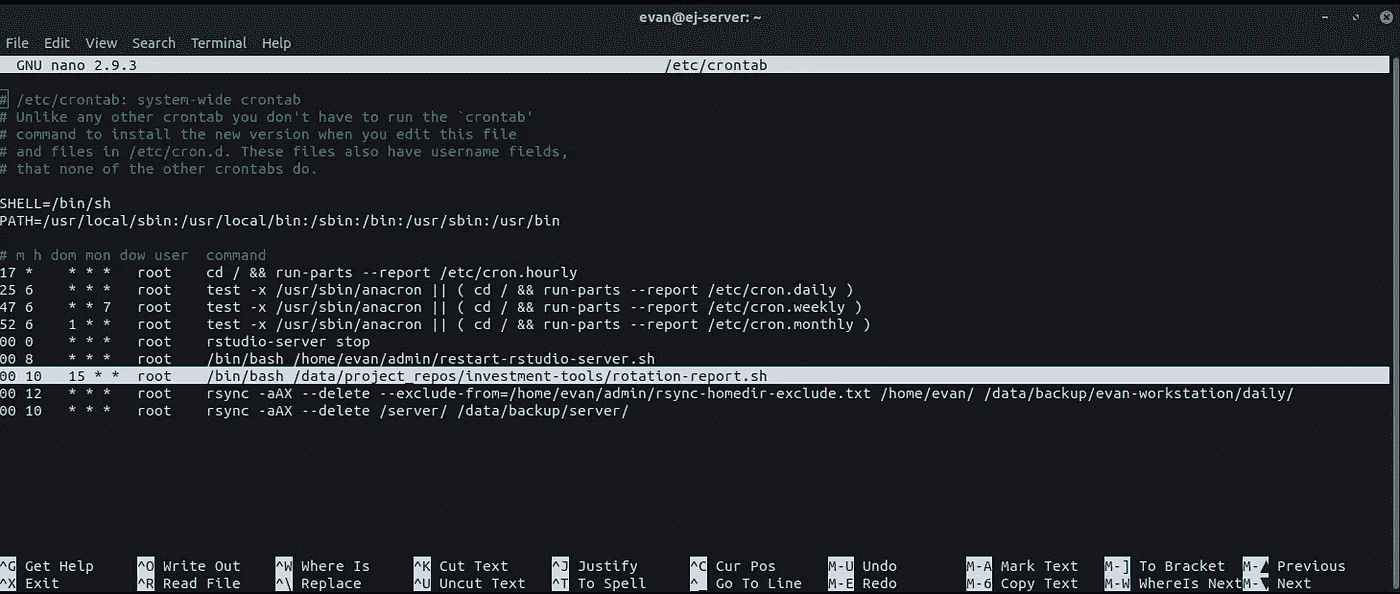 evan@ej-server: ~
File Edit View Search Terminal Help
GNU nano 2.9.3 /etc/crontab
# /etc/crontab: system-wide crontab
# Unlike any other crontab you don't have to run the `crontab'
# command to install the new version when you edit this file
# and files in /etc/cron.d. These files also have username fields,
# that none of the other crontabs do.
SHELL=/bin/sh
PATH=/usr/local/sbin:/usr/local/bin:/sbin:/bin:/usr/sbin:/usr/bin
# m h dom mon dow user  command
17 *    * * *   root    cd / && run-parts --report /etc/cron.hourly
25 6    * * *   root    test -x /usr/sbin/anacron || ( cd / && run-parts --report /etc/cron.daily )
47 6    * * 7   root    test -x /usr/sbin/anacron || ( cd / && run-parts --report /etc/cron.weekly )
52 6    1 * *   root    test -x /usr/sbin/anacron || ( cd / && run-parts --report /etc/cron.monthly )
00 0    * * *   root    rstudio-server stop
00 8    * * *   root    /bin/bash /home/evan/admin/restart-rstudio-server.sh
00 10   15 * *  root    /bin/bash /data/project_repos/investment-tools/rotation-report.sh
00 12   * * *   root    rsync -aAX --delete --exclude-from=/home/evan/admin/rsync-homedir-exclude.txt /home/evan/ /data/backup/evan-workstation/daily/
00 10   * * *   root    rsync -aAX --delete /server/ /data/backup/server/
^G Get Help ^O Write Out ^W Where Is ^K Cut Text ^J Justify ^C Cur Pos M-U Undo M-A Mark Text M-] To Bracket Previous
^X Exit ^R Read File ^\ Replace ^U Uncut Text ^T To Spell ^_ Go To Line M-E Redo M-6 Copy Text M-W WhereIs Next Next